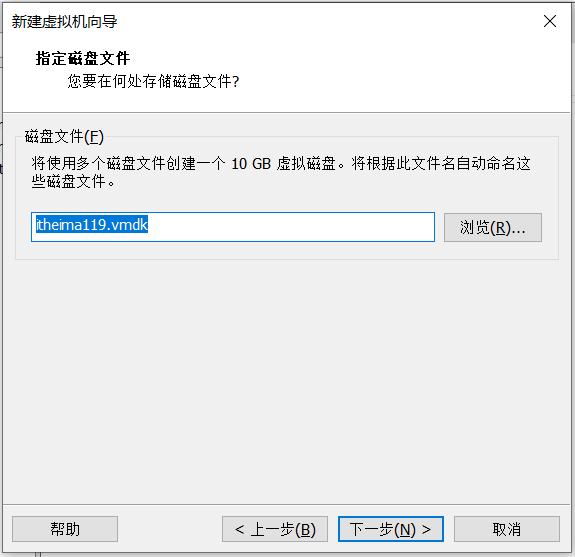 新建虚拟机向导
指定磁盘文件
您要在何处存储磁盘文件?
磁盘文件(F)
将使用多个磁盘文件创建一个 10 GB 虚拟磁盘。将根据此文件名自动命名这
些磁盘文件。
itheima119.vmdk
浏览(R)...
帮助
< 上一步(B)
下一步(N) >
取消